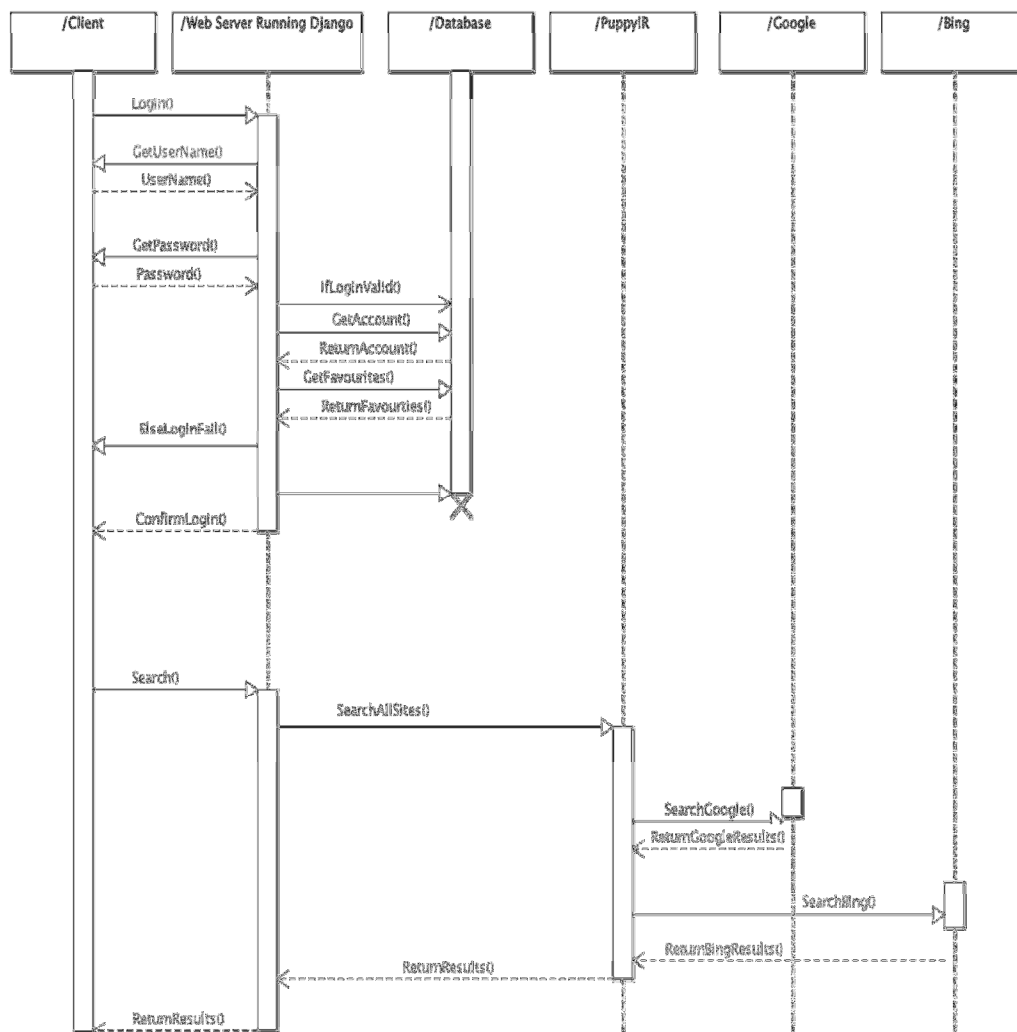 /Client
/Web Server Running Django
/Database
/PuppyIR
/Google
/Bing
Login()
GetUserName()
UserName()
GetPassword()
Password()
IfLoginValid()
GetAccount()
ReturnAccount()
GetFavourites()
ReturnFavourties()
ElseLoginFail()
ConfirmLogin()
Search()
SearchAllSites()
SearchGoogle()
ReturnGoogleResults()
SearchBing()
ReturnBingResults()
ReturnResults()
ReturnResults()